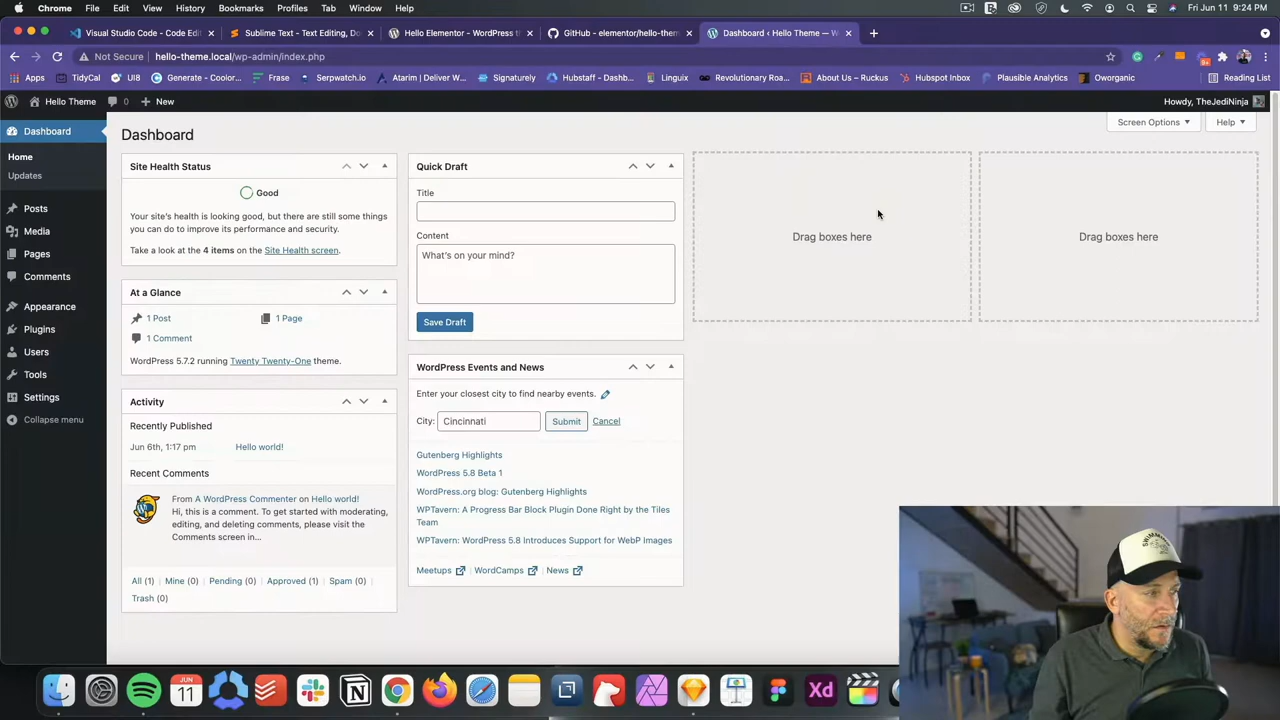 Chrome File Edit View History Bookmarks Profiles Tab Window Help
Fri Jun 11 9:24 PM
Visual Studio Code - Code Edit
Sublime Text - Text Editing, Do
Hello Elementor - WordPress th
GitHub - elementor/hello-them
Dashboard ‹ Hello Theme — W
Not Secure
hello-theme.local/wp-admin/index.php
Apps TidyCal UI8 Generate - Coolor... Frase Serpwatch.io Atarim | Deliver W... Signaturely Hubstaff - Dashb... Linguix Revolutionary Roa... About Us – Ruckus Hubspot Inbox Plausible Analytics Oworganic Reading List
Hello Theme 0 New
Howdy, TheJediNinja
Dashboard
Home
Updates
Posts
Media
Pages
Comments
Appearance
Plugins
Users
Tools
Settings
Collapse menu
Dashboard
Screen Options
Help
Site Health Status
Good
Your site's health is looking good, but there are still some things
you can do to improve its performance and security.
Take a look at the 4 items on the Site Health screen.
At a Glance
1 Post
1 Page
1 Comment
WordPress 5.7.2 running Twenty Twenty-One theme.
Activity
Recently Published
Jun 6th, 1:17 pm
Hello world!
Recent Comments
From A WordPress Commenter on Hello world!
Hi, this is a comment. To get started with moderating,
editing, and deleting comments, please visit the
Comments screen in...
All (1) | Mine (0) | Pending (0) | Approved (1) | Spam (0) |
Trash (0)
Quick Draft
Title
Content
What's on your mind?
Save Draft
WordPress Events and News
Enter your closest city to find nearby events.
City: Cincinnati Submit Cancel
Gutenberg Highlights
WordPress 5.8 Beta 1
WordPress.org blog: Gutenberg Highlights
WPTavern: A Progress Bar Block Plugin Done Right by the Tiles
Team
WPTavern: WordPress 5.8 Introduces Support for WebP Images
Meetups | WordCamps | News
Drag boxes here
Drag boxes here
JUN
11
Xd